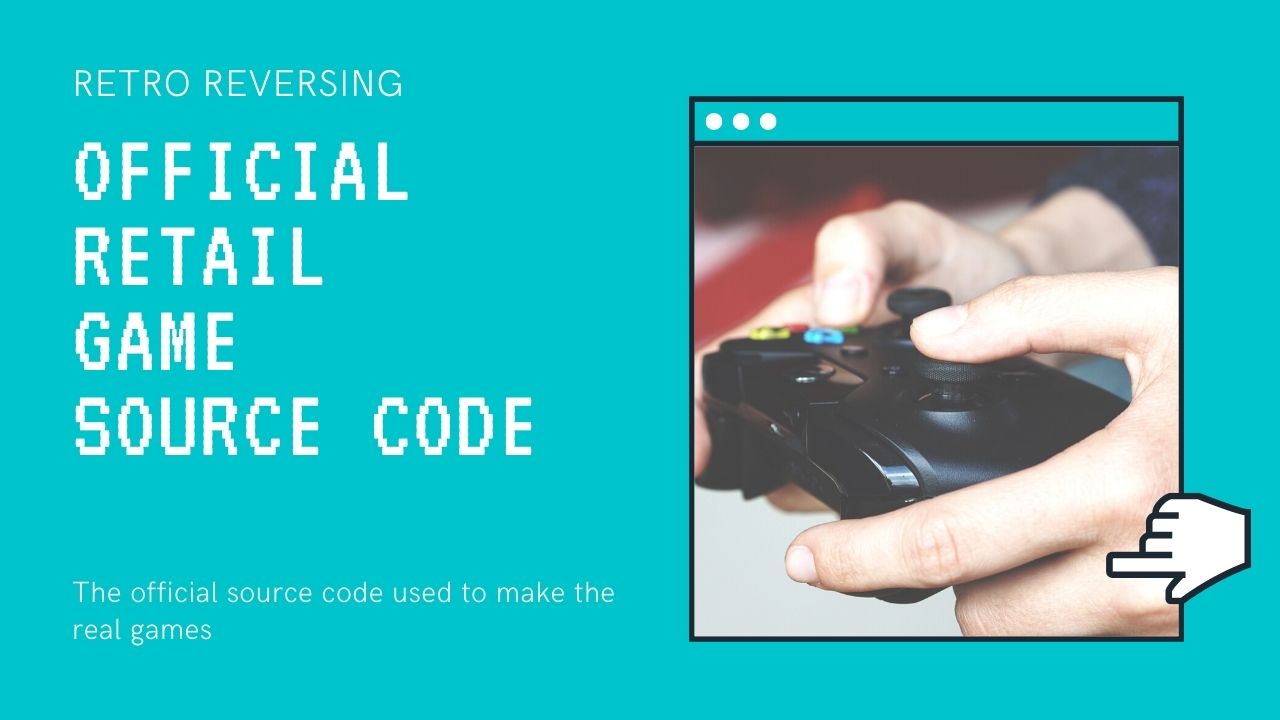 RETRO REVERSING
OFFICIAL
RETAIL
GAME
SOURCE CODE
The official source code used to make the
real games